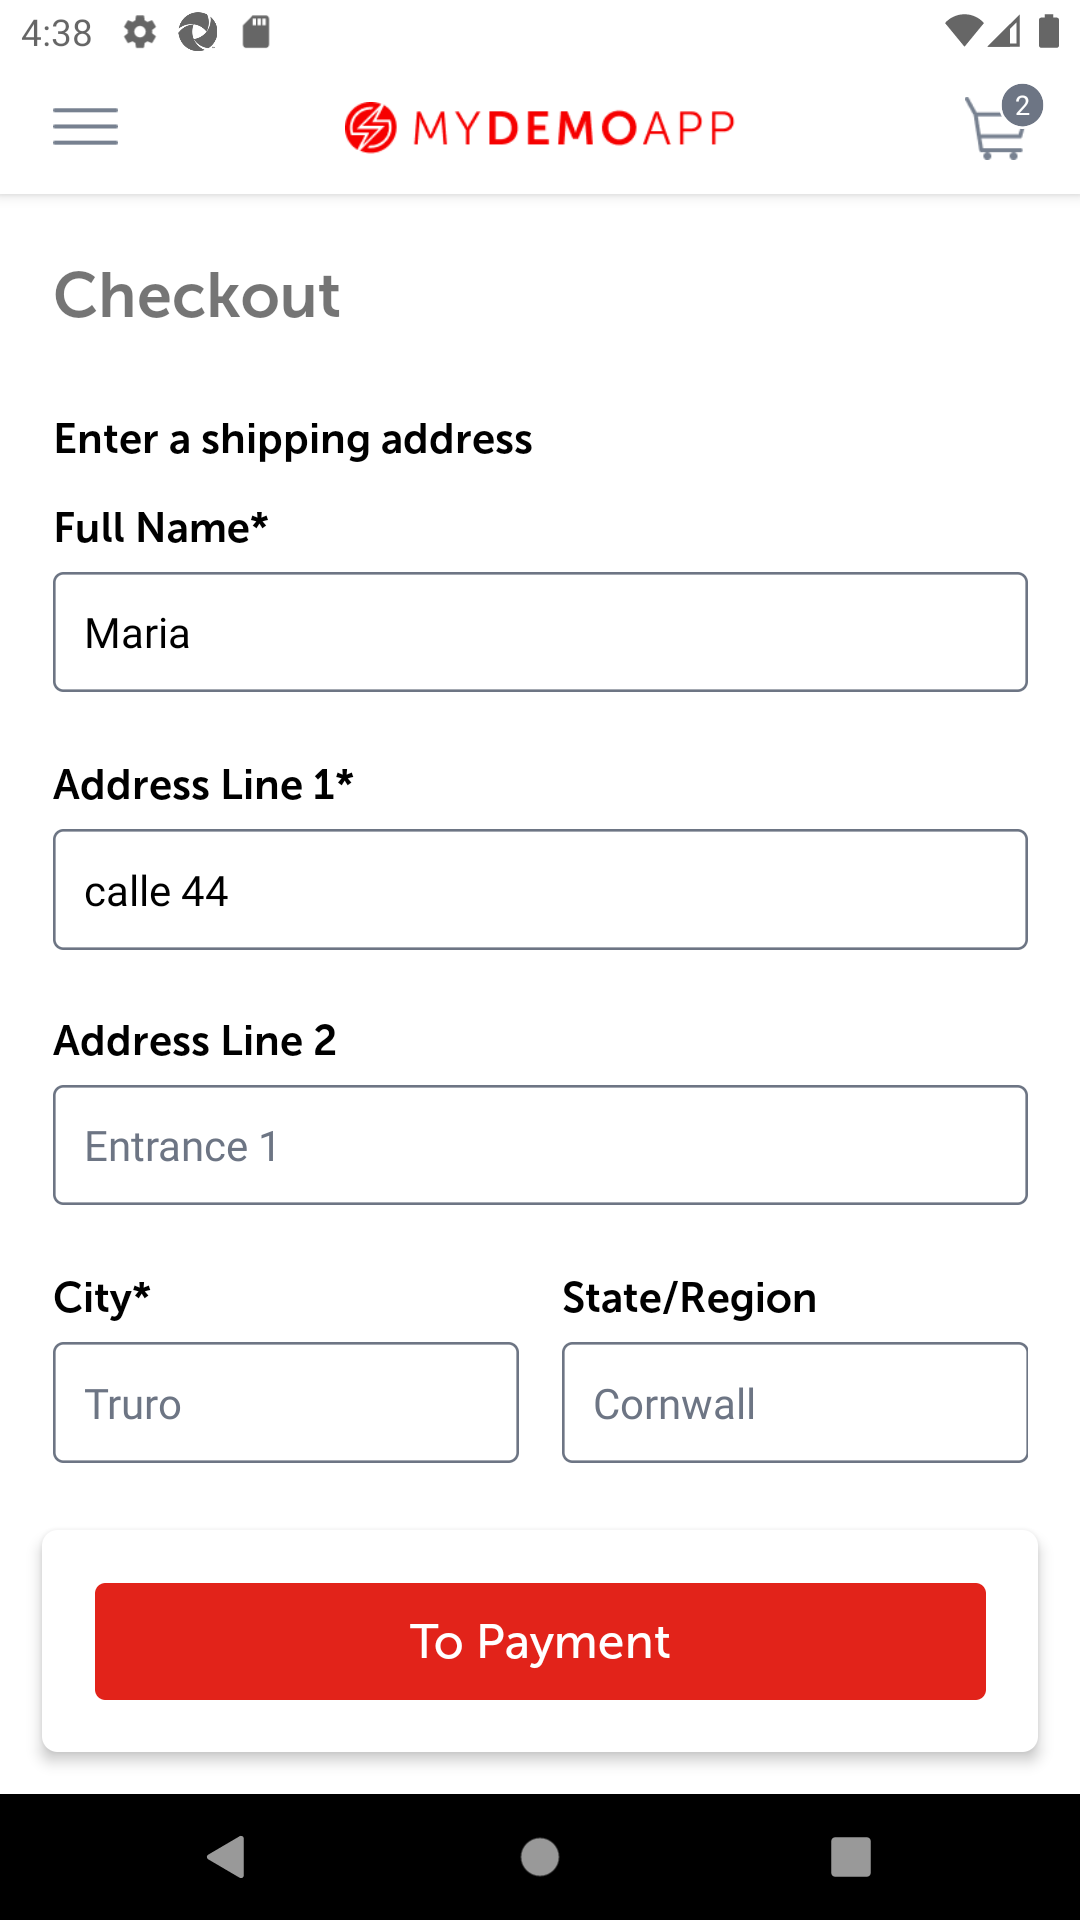 4:38
MYDEMOAPP
2
Checkout
Enter a shipping address
Full Name*
Maria
Address Line 1*
calle 44
Address Line 2
Entrance 1
City* State/Region
Truro Cornwall
To Payment